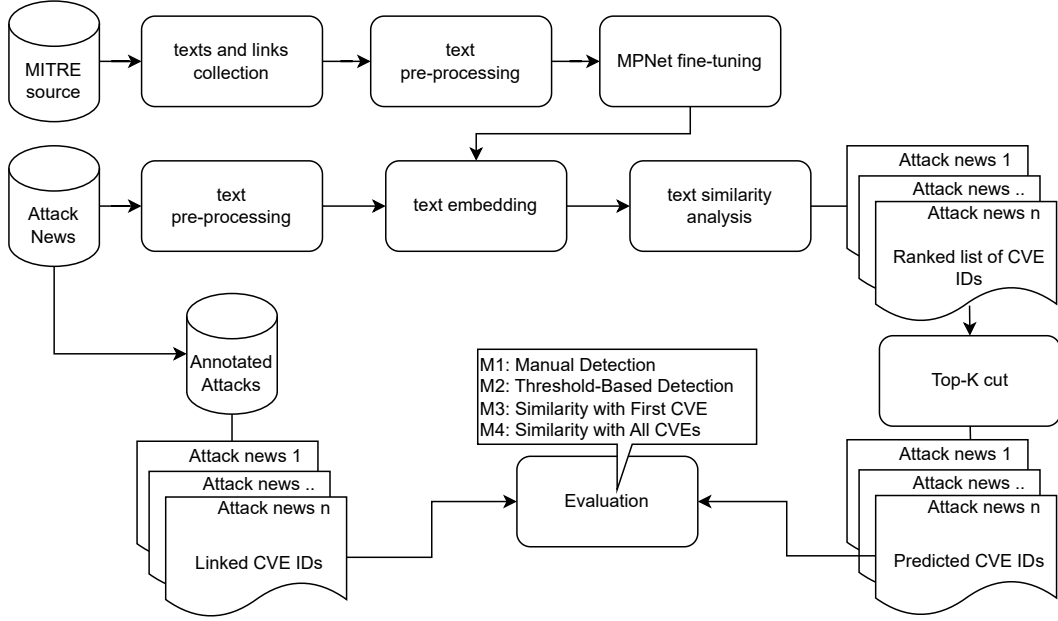 MITRE
source
texts and links
collection
text
pre-processing
MPNet fine-tuning
Attack
News
text
pre-processing
text embedding
text similarity
analysis
Attack news 1
Attack news ..
Attack news n
Ranked list of CVE
IDs
Top-K cut
Annotated
Attacks
M1: Manual Detection
M2: Threshold-Based Detection
M3: Similarity with First CVE
M4: Similarity with All CVEs
Attack news 1
Attack news ..
Attack news n
Linked CVE IDs
Evaluation
Attack news 1
Attack news ..
Attack news n
Predicted CVE IDs